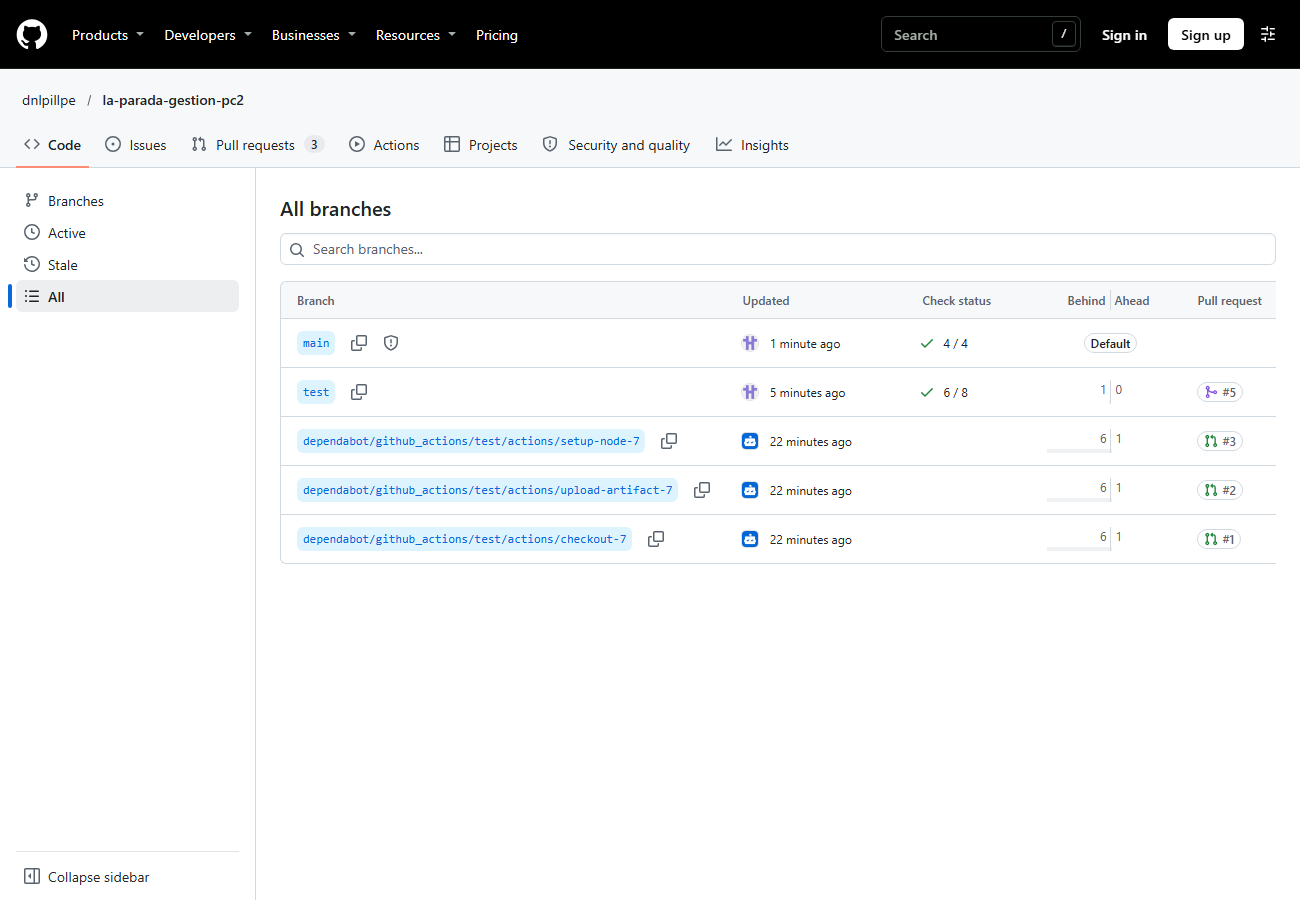 Products Developers Businesses Resources Pricing Search / Sign in Sign up
dnlpillpe / la-parada-gestion-pc2
Code Issues Pull requests 3 Actions Projects Security and quality Insights
Branches
Active
Stale
All
Collapse sidebar
All branches
Search branches...
Branch Updated Check status Behind Ahead Pull request
main 1 minute ago 4 / 4 Default
test 5 minutes ago 6 / 8 1 0 #5
dependabot/github_actions/test/actions/setup-node-7 22 minutes ago 6 1 #3
dependabot/github_actions/test/actions/upload-artifact-7 22 minutes ago 6 1 #2
dependabot/github_actions/test/actions/checkout-7 22 minutes ago 6 1 #1